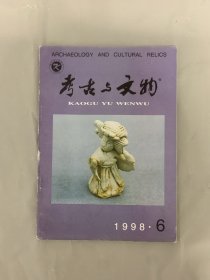 ARCHAEOLOGY AND CULTURAL RELICS
考古与文物
KAOGU YU WENWU
1998·6